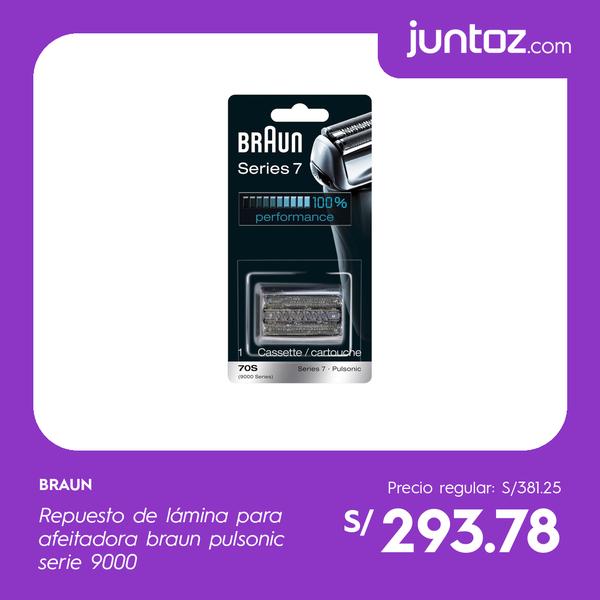 juntoz.com
BRAUN
Series 7
100%
performance
1 Cassette / cartouche
70S Series 7 · Pulsonic
(9000 Series)
BRAUN
Repuesto de lámina para
afeitadora braun pulsonic
serie 9000
Precio regular: S/381.25
S/293.78